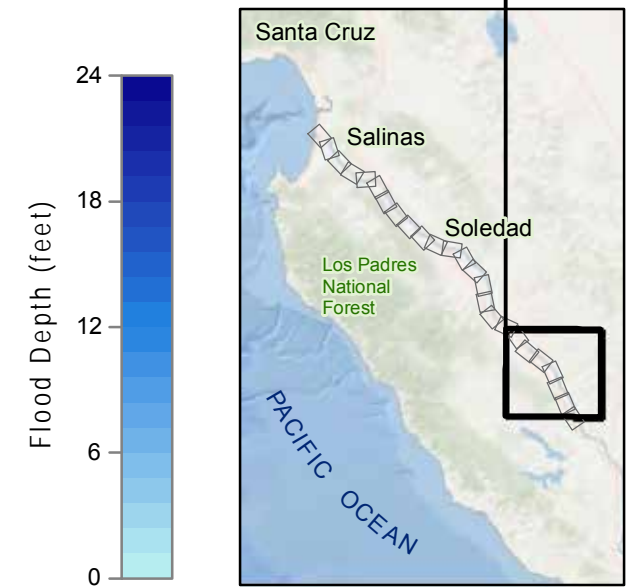 Flood Depth (feet)
24
18
12
6
0
Santa Cruz
Salinas
Soledad
Los Padres
National
Forest
PACIFIC OCEAN